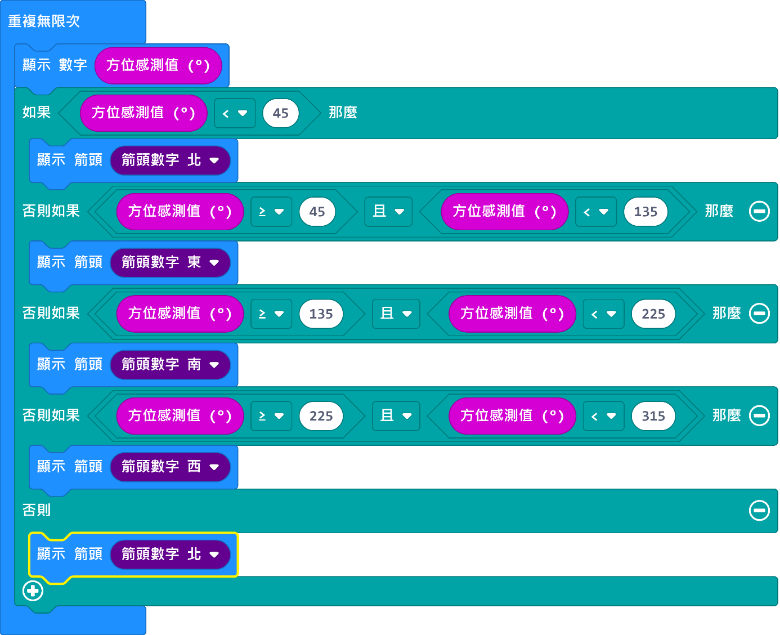 重複無限次
顯示 數字 方位感測值 (°)
如果 方位感測值 (°) < 45 那麼
顯示 箭頭 箭頭數字 北
否則如果 方位感測值 (°) ≥ 45 且 方位感測值 (°) < 135 那麼
顯示 箭頭 箭頭數字 東
否則如果 方位感測值 (°) ≥ 135 且 方位感測值 (°) < 225 那麼
顯示 箭頭 箭頭數字 南
否則如果 方位感測值 (°) ≥ 225 且 方位感測值 (°) < 315 那麼
顯示 箭頭 箭頭數字 西
否則
顯示 箭頭 箭頭數字 北